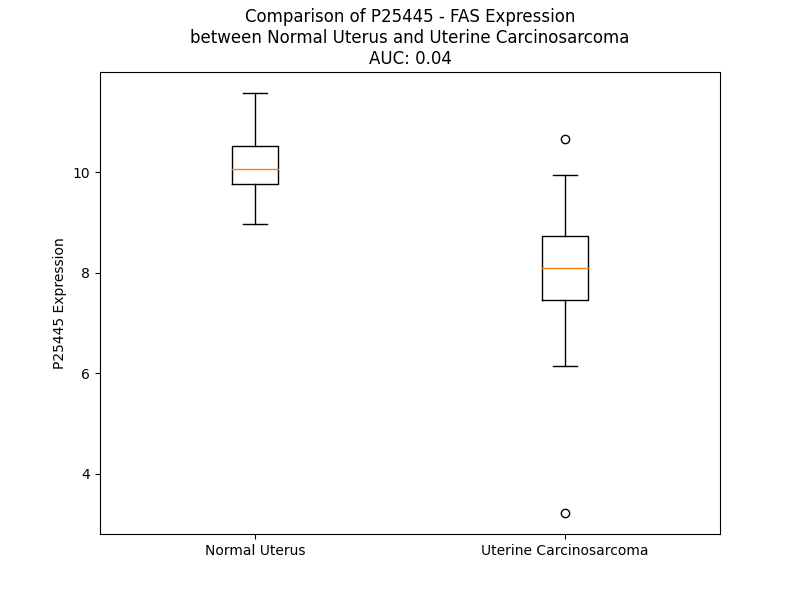 Comparison of P25445 - FAS Expression
between Normal Uterus and Uterine Carcinosarcoma
AUC: 0.04
10
8
6
4
P25445 Expression
Normal Uterus
Uterine Carcinosarcoma